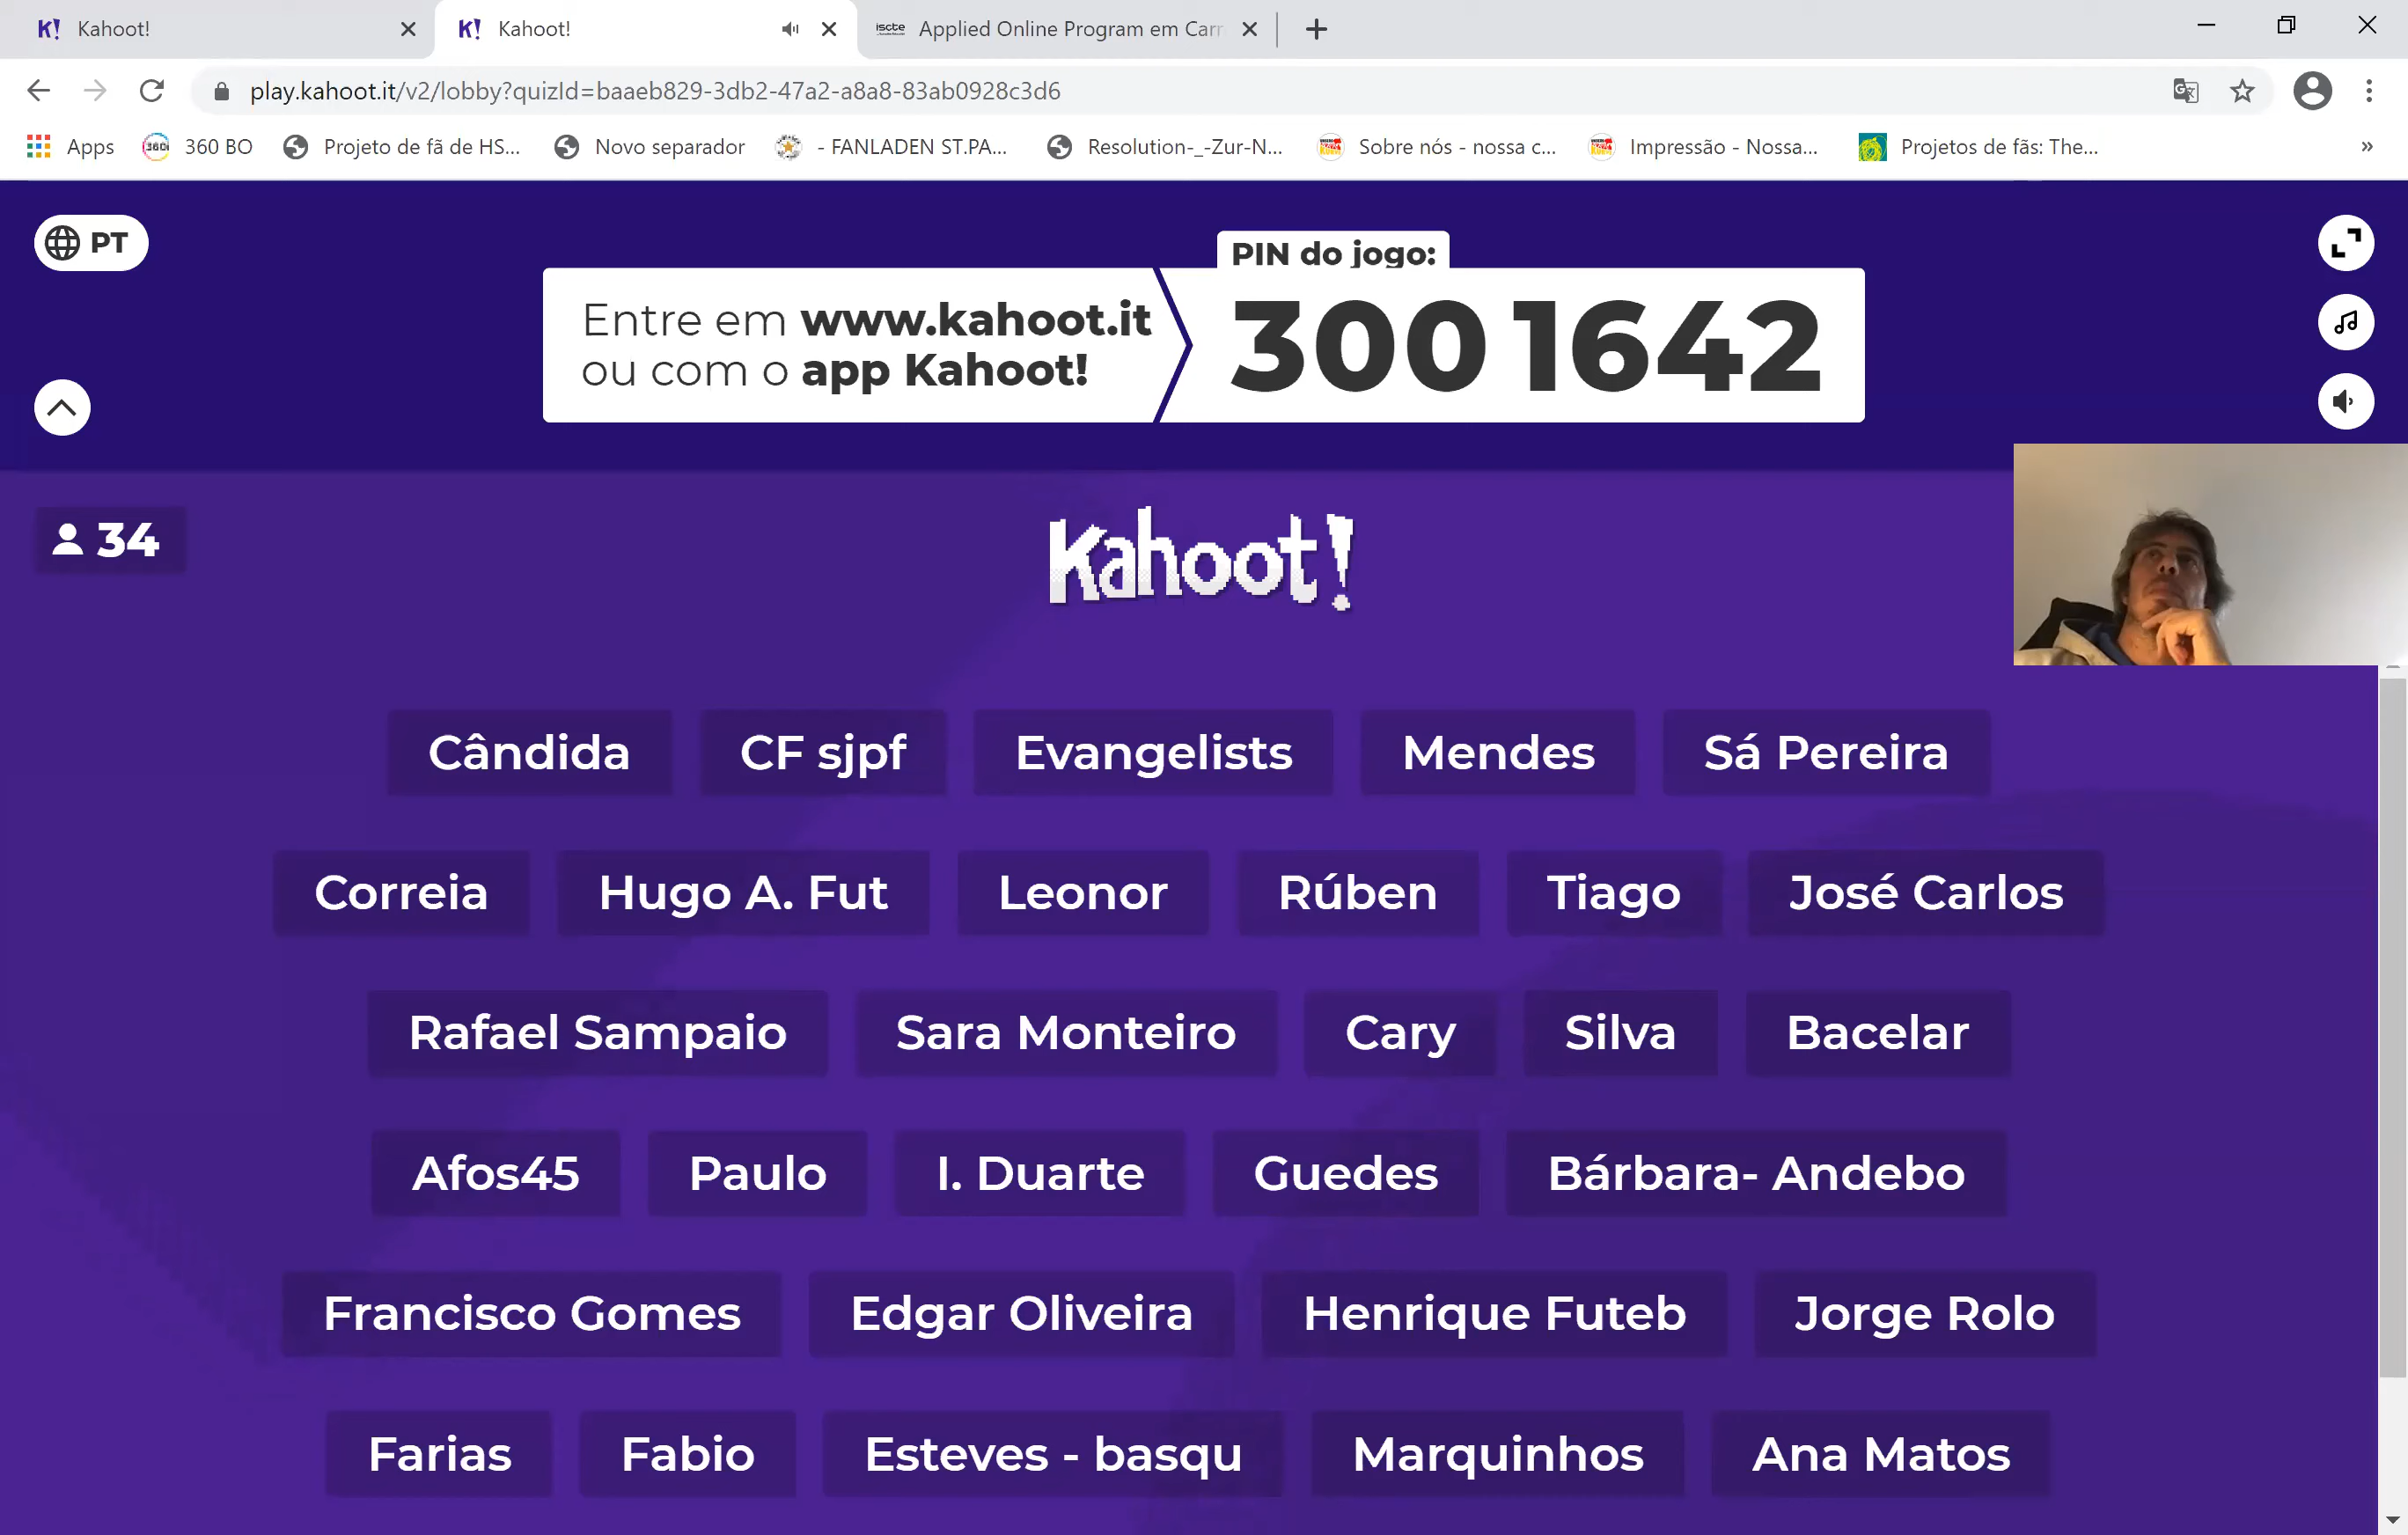 Kahoot!
Kahoot!
iscte Applied Online Program em Carr
play.kahoot.it/v2/lobby?quizId=baaeb829-3db2-47a2-a8a8-83ab0928c3d6
Apps 360 BO Projeto de fã de HS... Novo separador - FANLADEN ST.PA... Resolution-_-Zur-N... Sobre nós - nossa c... Impressão - Nossa... Projetos de fãs: The... »
PT
PIN do jogo:
Entre em www.kahoot.it
ou com o app Kahoot!
300 1642
34
Kahoot!
Cândida CF sjpf Evangelists Mendes Sá Pereira
Correia Hugo A. Fut Leonor Rúben Tiago José Carlos
Rafael Sampaio Sara Monteiro Cary Silva Bacelar
Afos45 Paulo I. Duarte Guedes Bárbara- Andebo
Francisco Gomes Edgar Oliveira Henrique Futeb Jorge Rolo
Farias Fabio Esteves - basqu Marquinhos Ana Matos